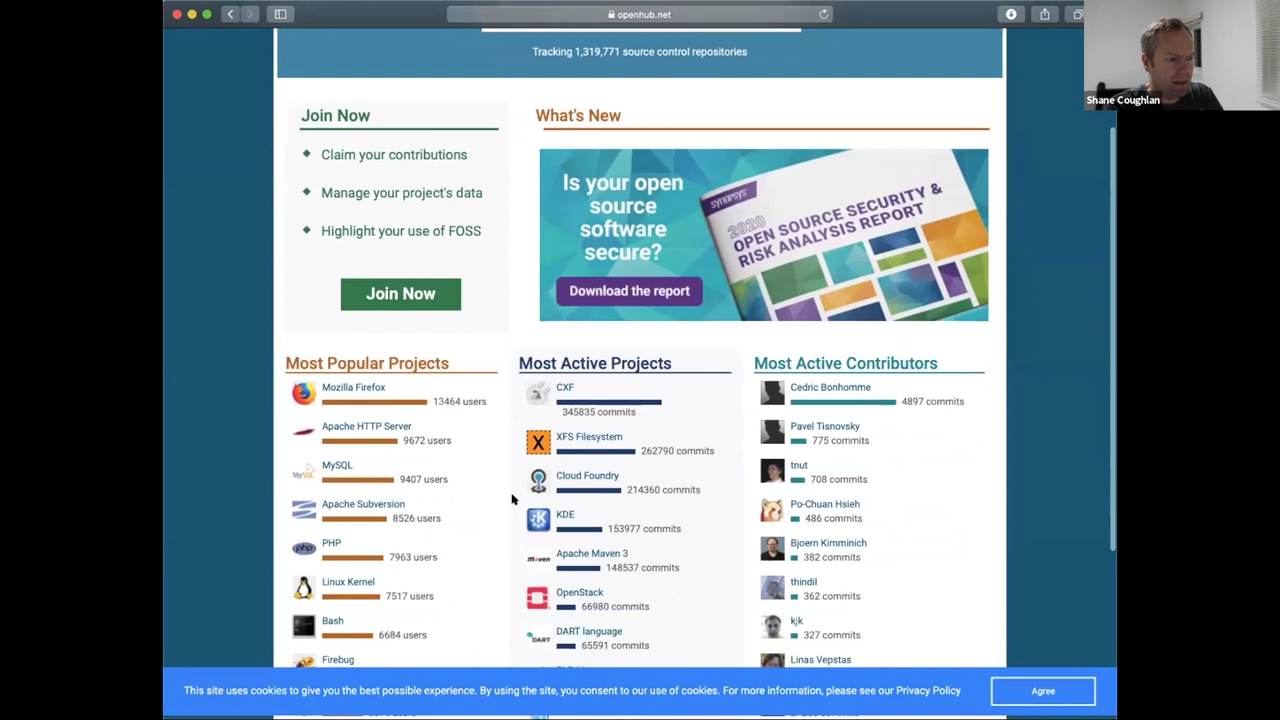 openhub.net
Shane Coughlan
Tracking 1,319,771 source control repositories
Join Now
Claim your contributions
Manage your project's data
Highlight your use of FOSS
Join Now
What's New
Is your open
source
software
secure?
Download the report
SYNOPSYS
2020
OPEN SOURCE SECURITY &
RISK ANALYSIS REPORT
Most Popular Projects
Mozilla Firefox
13464 users
Apache HTTP Server
9672 users
MySQL
9407 users
Apache Subversion
8526 users
PHP
7963 users
Linux Kernel
7517 users
Bash
6684 users
Firebug
Most Active Projects
CXF
345835 commits
XFS Filesystem
262790 commits
Cloud Foundry
214360 commits
KDE
153977 commits
Apache Maven 3
148537 commits
OpenStack
66980 commits
DART language
65591 commits
Most Active Contributors
Cedric Bonhomme
4897 commits
Pavel Tisnovsky
775 commits
tnut
708 commits
Po-Chuan Hsieh
486 commits
Bjoern Kimminich
382 commits
thindil
362 commits
kjk
327 commits
Linas Vepstas
This site uses cookies to give you the best possible experience. By using the site, you consent to our use of cookies. For more information, please see our Privacy Policy
Agree